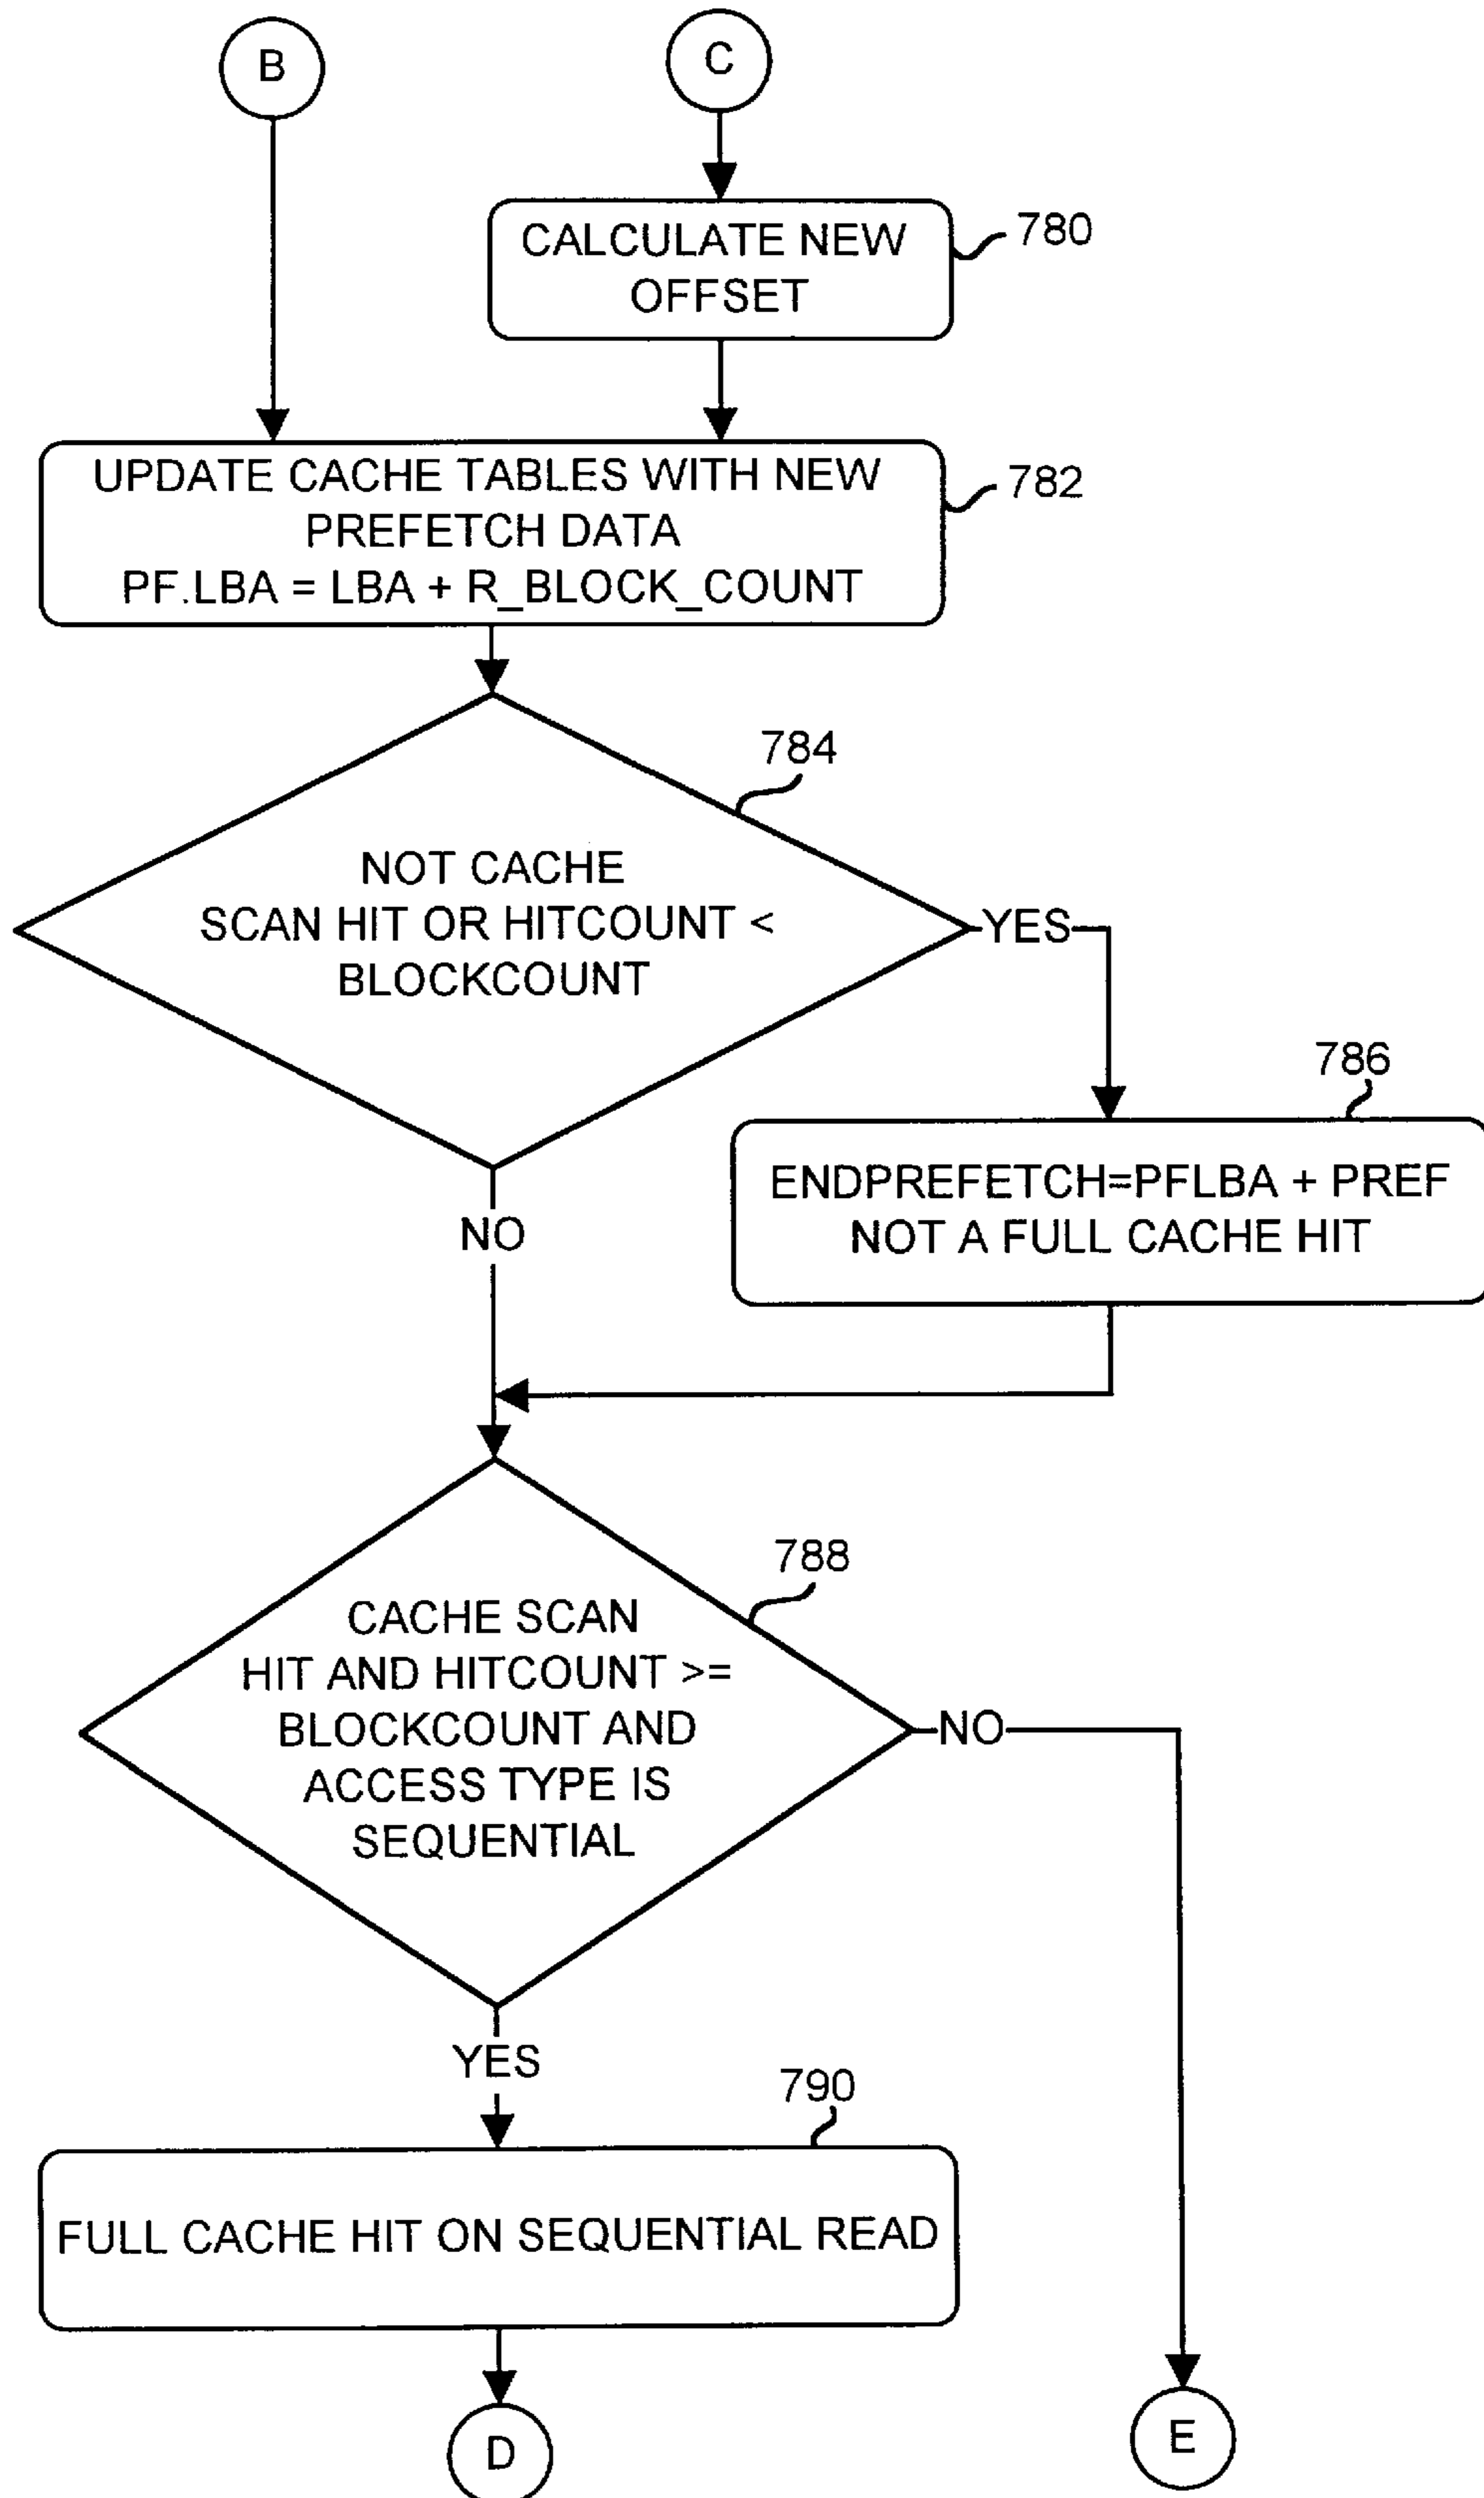 B
C
CALCULATE NEW
OFFSET
780
UPDATE CACHE TABLES WITH NEW
PREFETCH DATA
PF.LBA = LBA + R_BLOCK_COUNT
782
784
NOT CACHE
SCAN HIT OR HITCOUNT <
BLOCKCOUNT
YES
786
ENDPREFETCH=PFLBA + PREF
NOT A FULL CACHE HIT
NO
788
CACHE SCAN
HIT AND HITCOUNT >=
BLOCKCOUNT AND
ACCESS TYPE IS
SEQUENTIAL
NO
YES
790
FULL CACHE HIT ON SEQUENTIAL READ
D
E